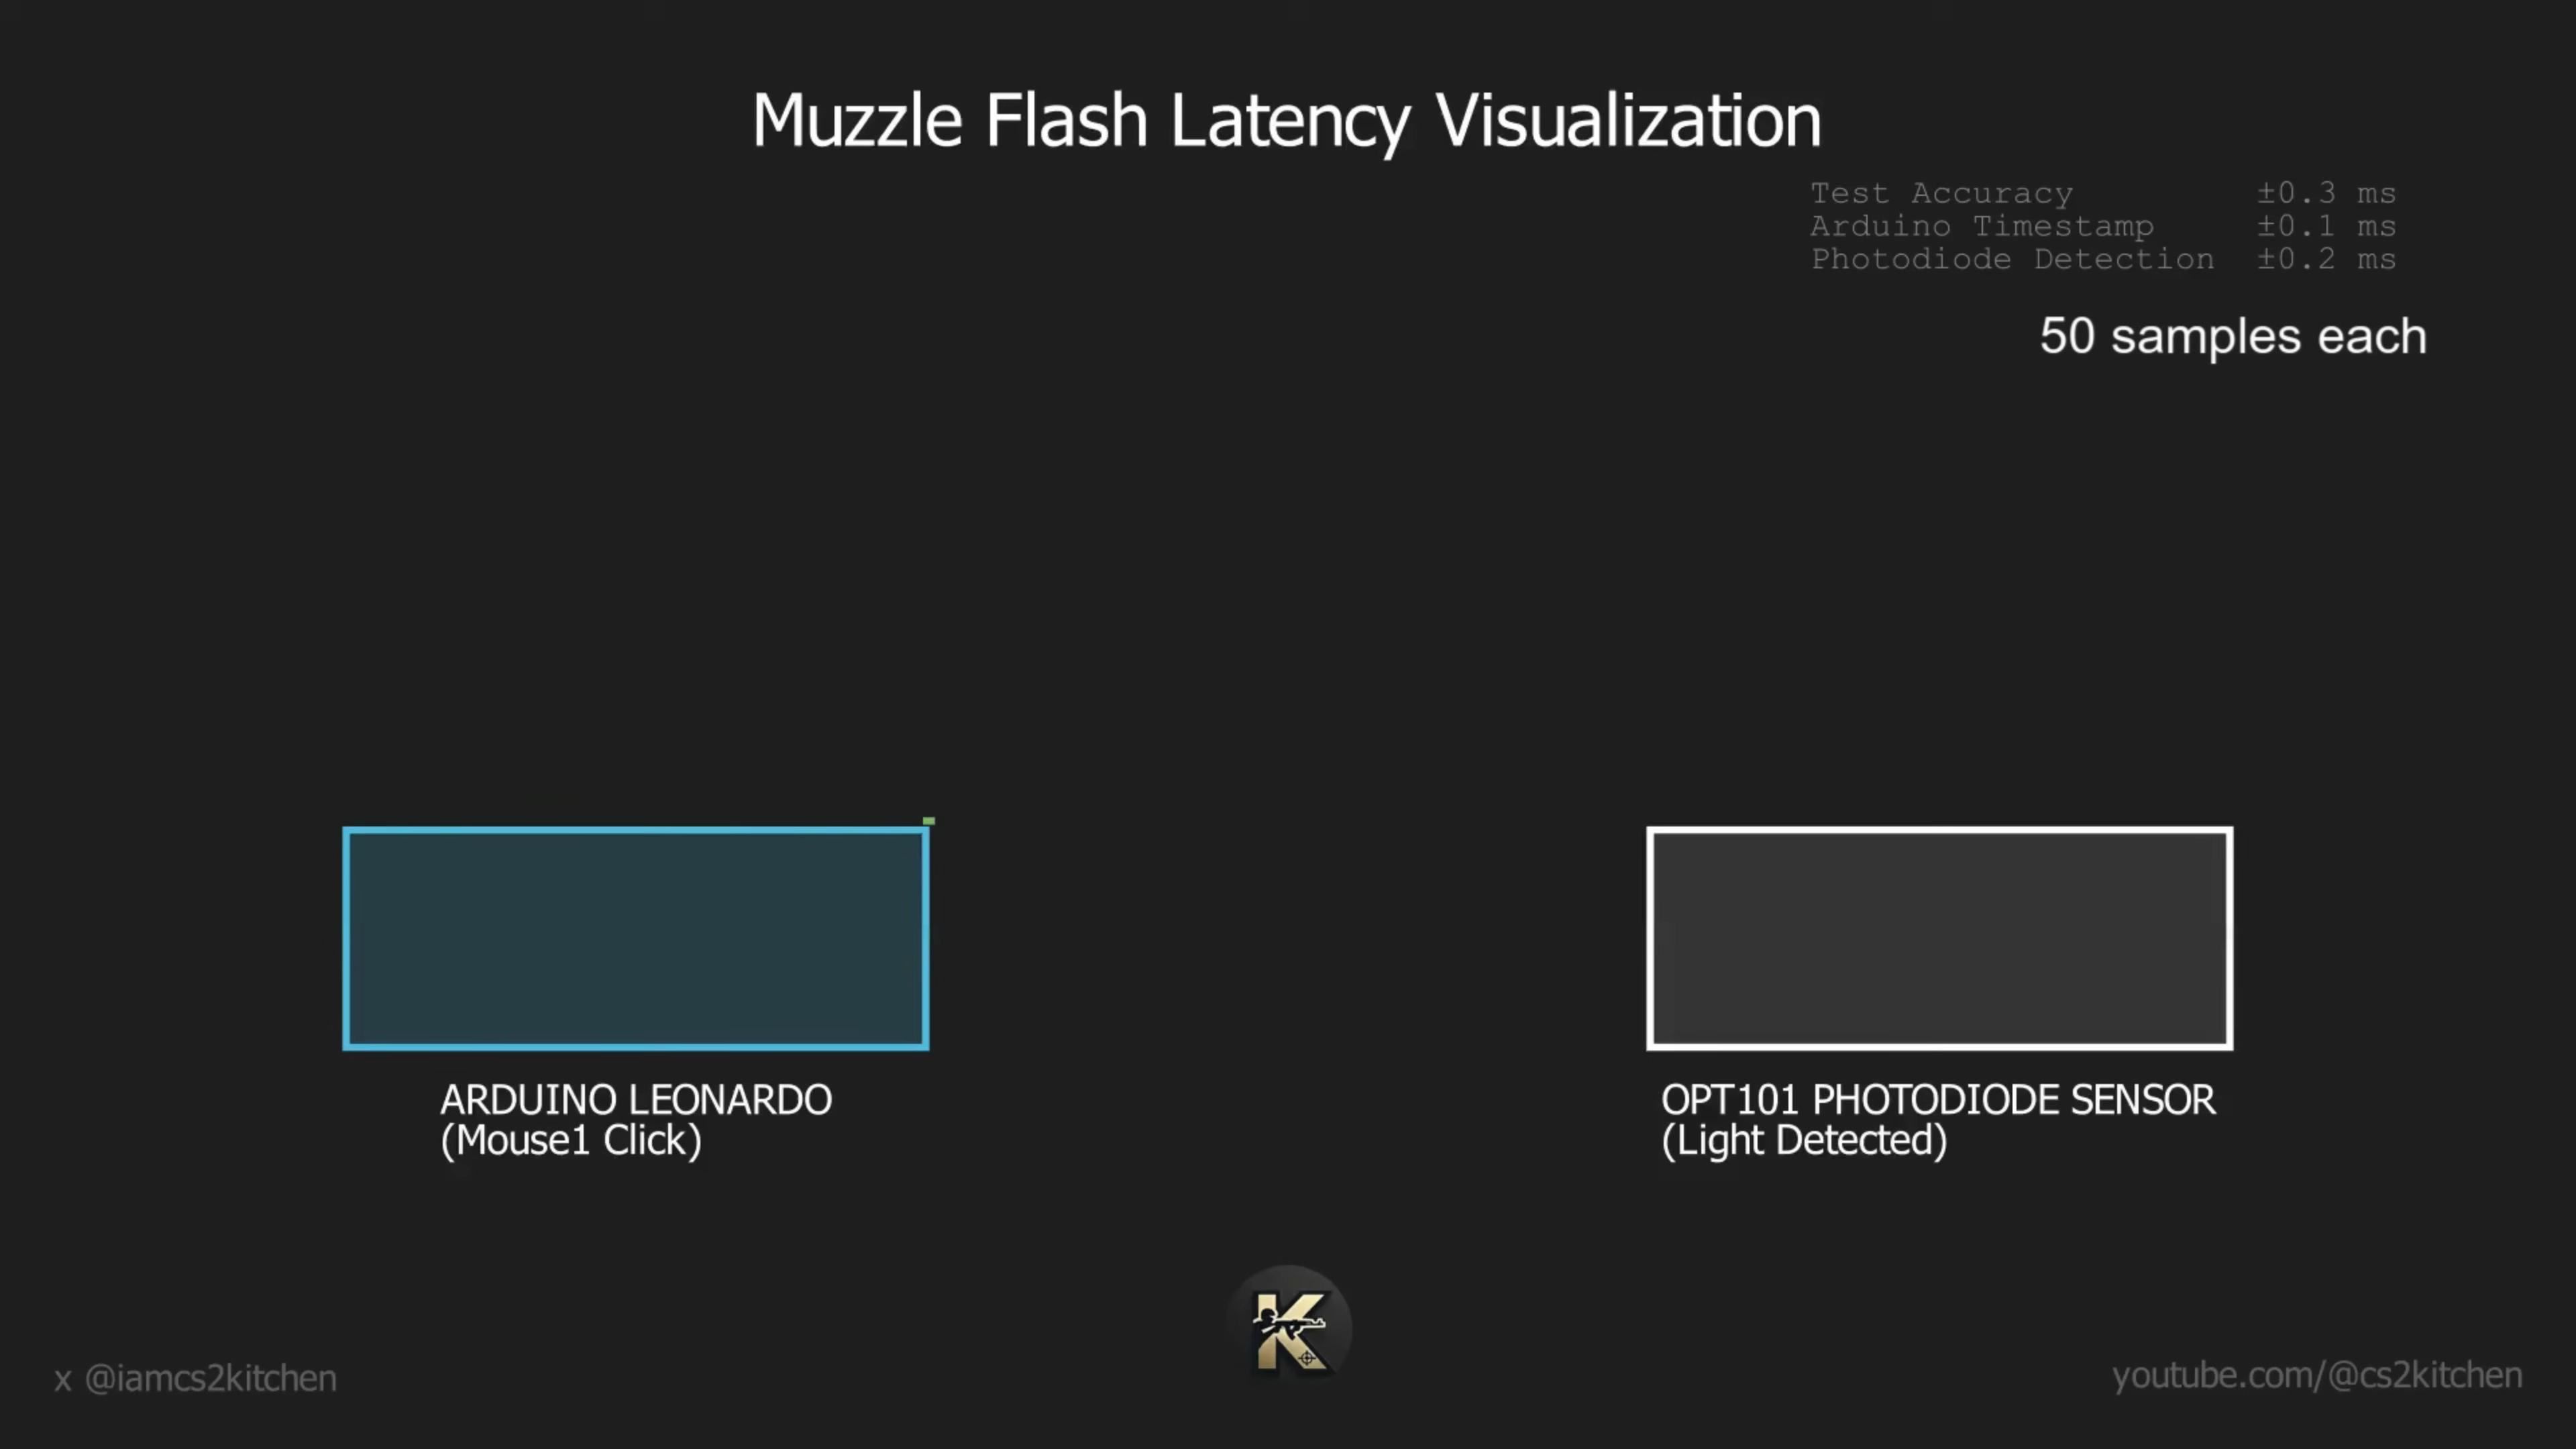 Muzzle Flash Latency Visualization
Test Accuracy ±0.3 ms
Arduino Timestamp ±0.1 ms
Photodiode Detection ±0.2 ms
50 samples each
ARDUINO LEONARDO
(Mouse1 Click)
OPT101 PHOTODIODE SENSOR
(Light Detected)
K
x @iamcs2kitchen
youtube.com/@cs2kitchen